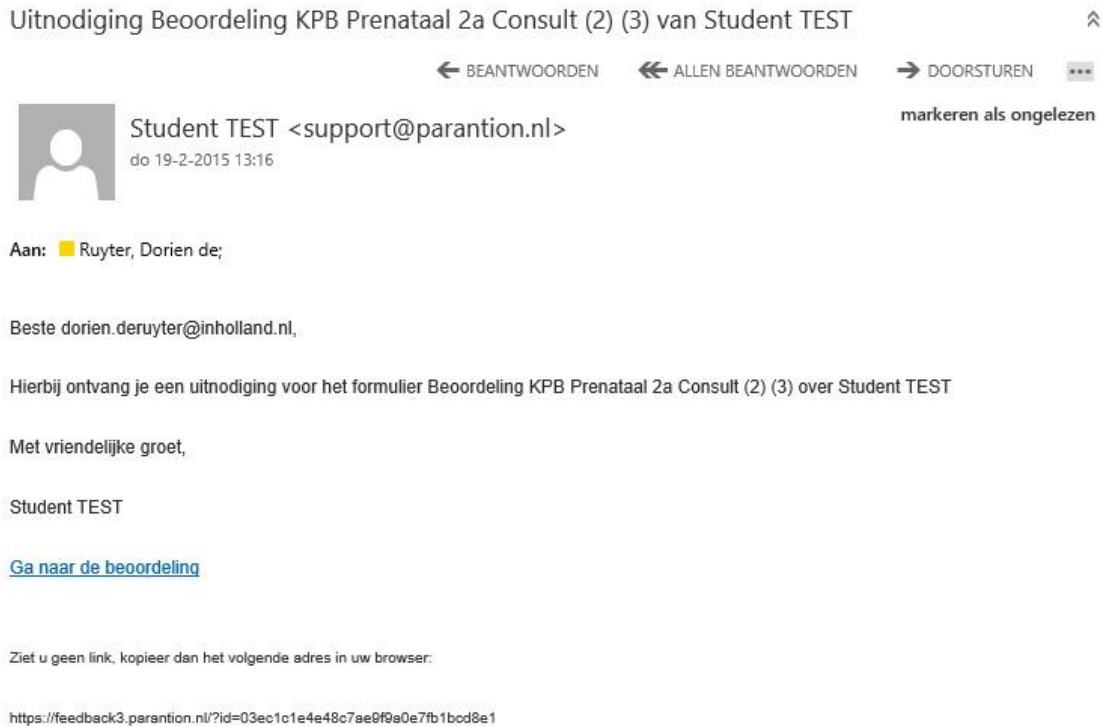 Uitnodiging Beoordeling KPB Prenataal 2a Consult (2) (3) van Student TEST
BEANTWOORDEN ALLEN BEANTWOORDEN DOORSTUREN
markeren als ongelezen
Student TEST <support@parantion.nl>
do 19-2-2015 13:16
Aan: Ruyter, Dorien de;
Beste dorien.deruyter@inholland.nl,
Hierbij ontvang je een uitnodiging voor het formulier Beoordeling KPB Prenataal 2a Consult (2) (3) over Student TEST
Met vriendelijke groet,
Student TEST
Ga naar de beoordeling
Ziet u geen link, kopieer dan het volgende adres in uw browser:
https://feedback3.parantion.nl/?id=03ec1c1e4e48c7ae9f9a0e7fb1bcd8e1